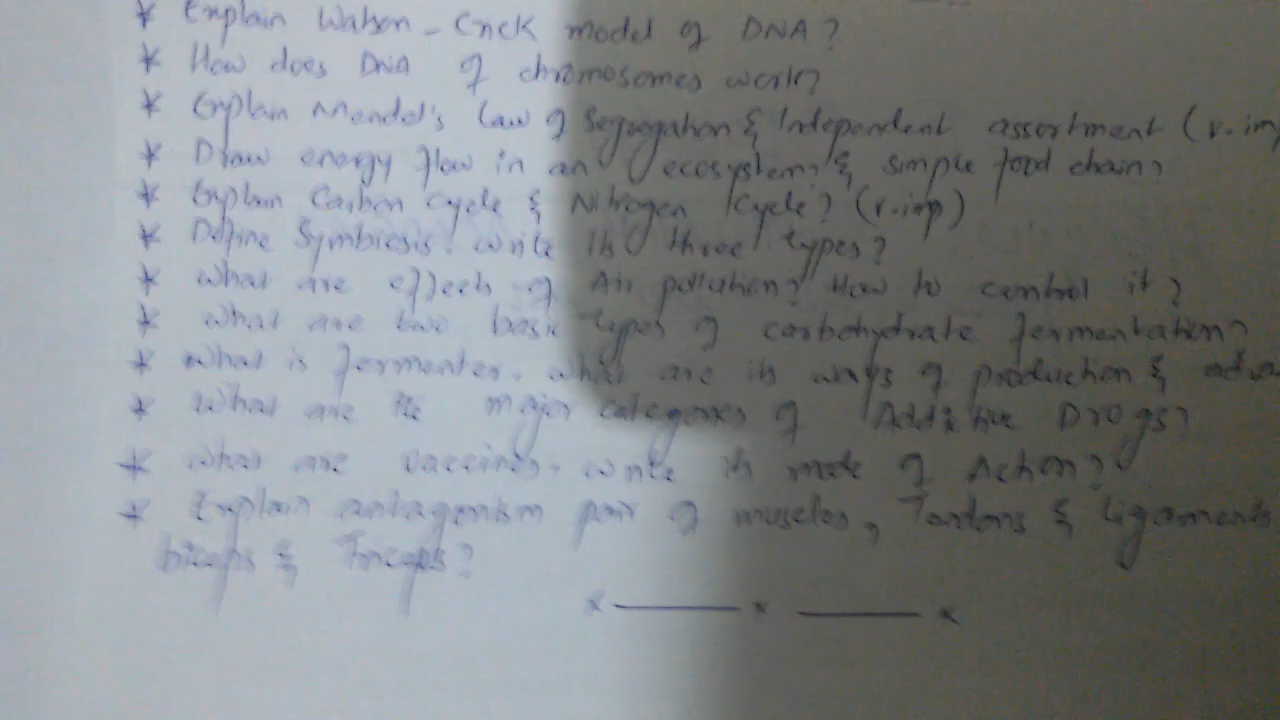 * Explain Watson - Crick model of DNA?
* How does DNA of chromosomes work?
* Explain Mendel's law of Segregation & Independent assortment (v.im
* Draw energy flow in an ecosystem? & simple food chain?
* Explain Carbon cycle & Nitrogen Cycle? (v.imp)
* Define Symbiosis. write its three types?
* what are effects of Air pollution? How to control it?
* what are two basic types of carbohydrate fermentation?
* what is fermenter. what are its ways of production & adva
* what are the major categories of Addictive Drugs?
* what are vaccines. write its mode of Action?
* Explain antagonism pair of muscles, Tendons & ligaments
biceps & Triceps?
x ——— x ——— x